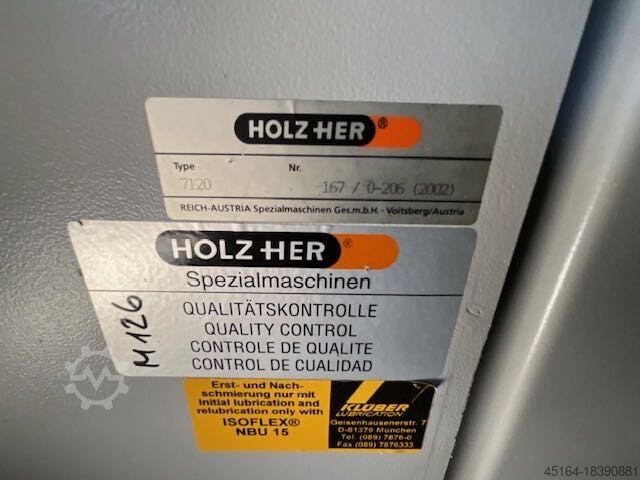 HOLZ-HER®
Type Nr.
7120 167 / 0-206 (2002)
REICH-AUSTRIA Spezialmaschinen Ges.m.b.H. - Voitsberg/Austria
HOLZ-HER®
Spezialmaschinen
QUALITÄTSKONTROLLE
QUALITY CONTROL
CONTROLE DE QUALITE
CONTROL DE CUALIDAD
M126
Erst- und Nach-
schmierung nur mit
Initial lubrication and
relubrication only with
ISOFLEX®
NBU 15
KLÜBER
LUBRICATION
Geisenhausenerstr. 7
D-81379 München
Tel. (089) 7876-0
Fax (089) 7876333
45164-18390881